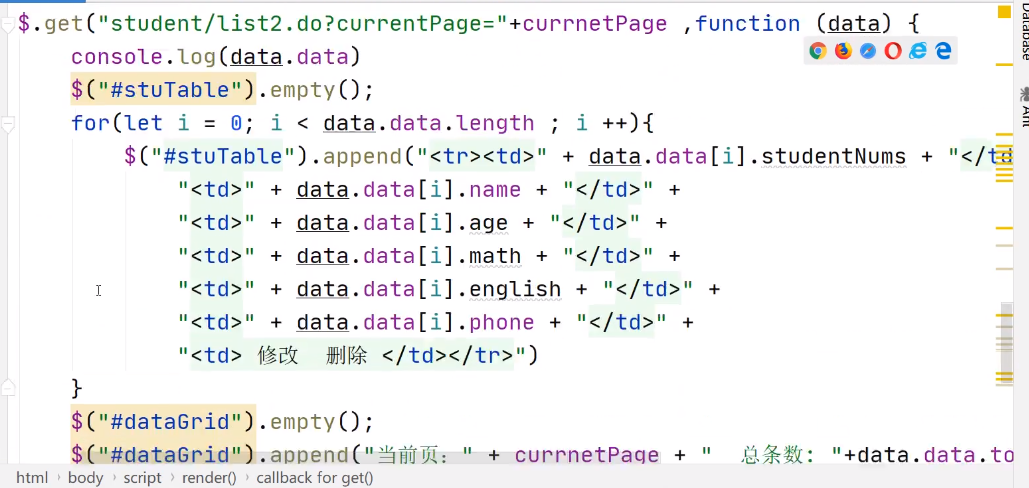 $.get("student/list2.do?currentPage="+currnetPage ,function (data) {
console.log(data.data)
$("#stuTable").empty();
for(let i = 0; i < data.data.length ; i ++){
$("#stuTable").append("<tr><td>" + data.data[i].studentNums + "</td
"<td>" + data.data[i].name + "</td>" +
"<td>" + data.data[i].age + "</td>" +
"<td>" + data.data[i].math + "</td>" +
"<td>" + data.data[i].english + "</td>" +
"<td>" + data.data[i].phone + "</td>" +
"<td> 修改  删除 </td></tr>")
}
$("#dataGrid").empty();
$("#dataGrid").append("当前页: " + currnetPage + "  总条数: "+data.data.to
html › body › script › render() › callback for get()
Database
Ant